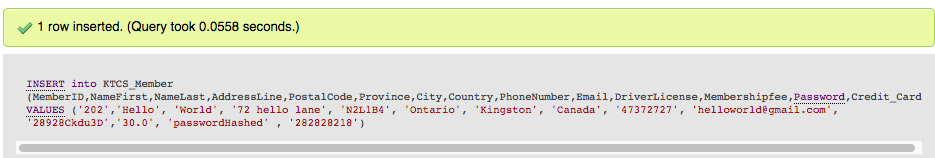 1 row inserted. (Query took 0.0558 seconds.)
INSERT into KTCS_Member
(MemberID,NameFirst,NameLast,AddressLine,PostalCode,Province,City,Country,PhoneNumber,Email,DriverLicense,Membershipfee,Password,Credit_Card
VALUES ('202','Hello', 'World', '72 hello lane', 'N2L1B4', 'Ontario', 'Kingston', 'Canada', '47372727', 'helloworld@gmail.com',
'28928Ckdu3D','30.0', 'passwordHashed' , '282828218')